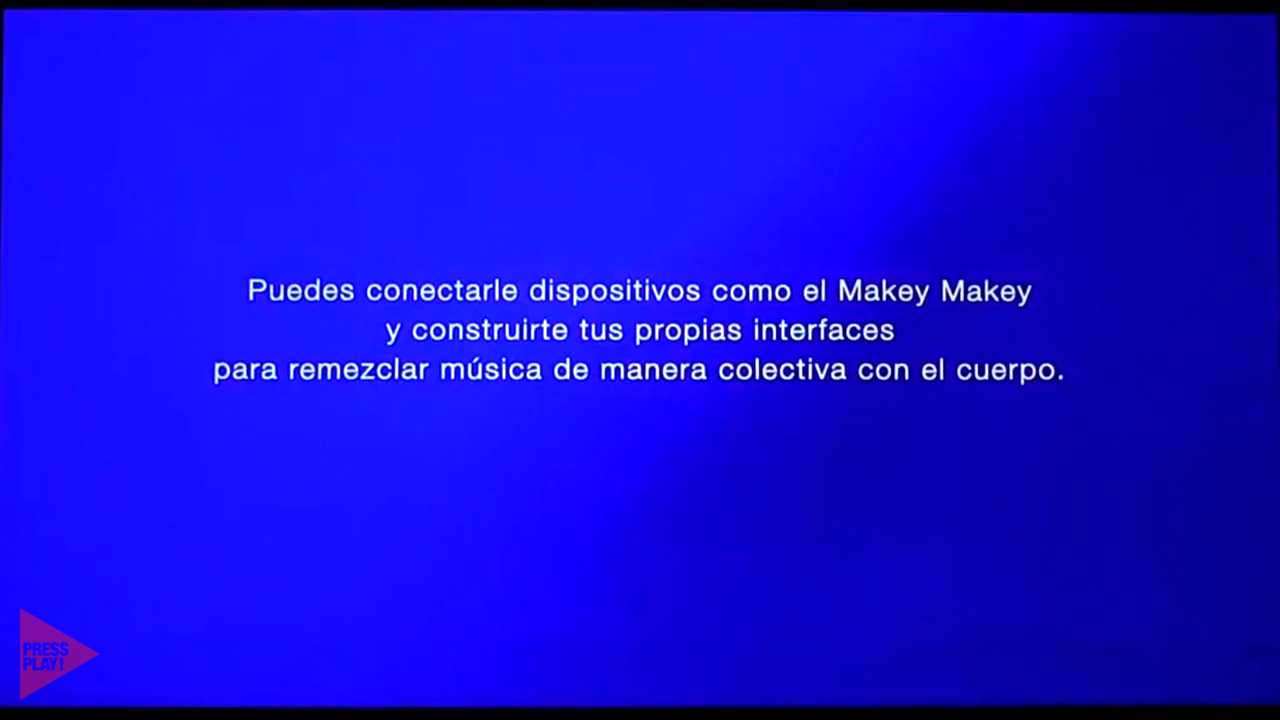 Puedes conectarle dispositivos como el Makey Makey
y construirte tus propias interfaces
para remezclar música de manera colectiva con el cuerpo.
PRESS
PLAY!